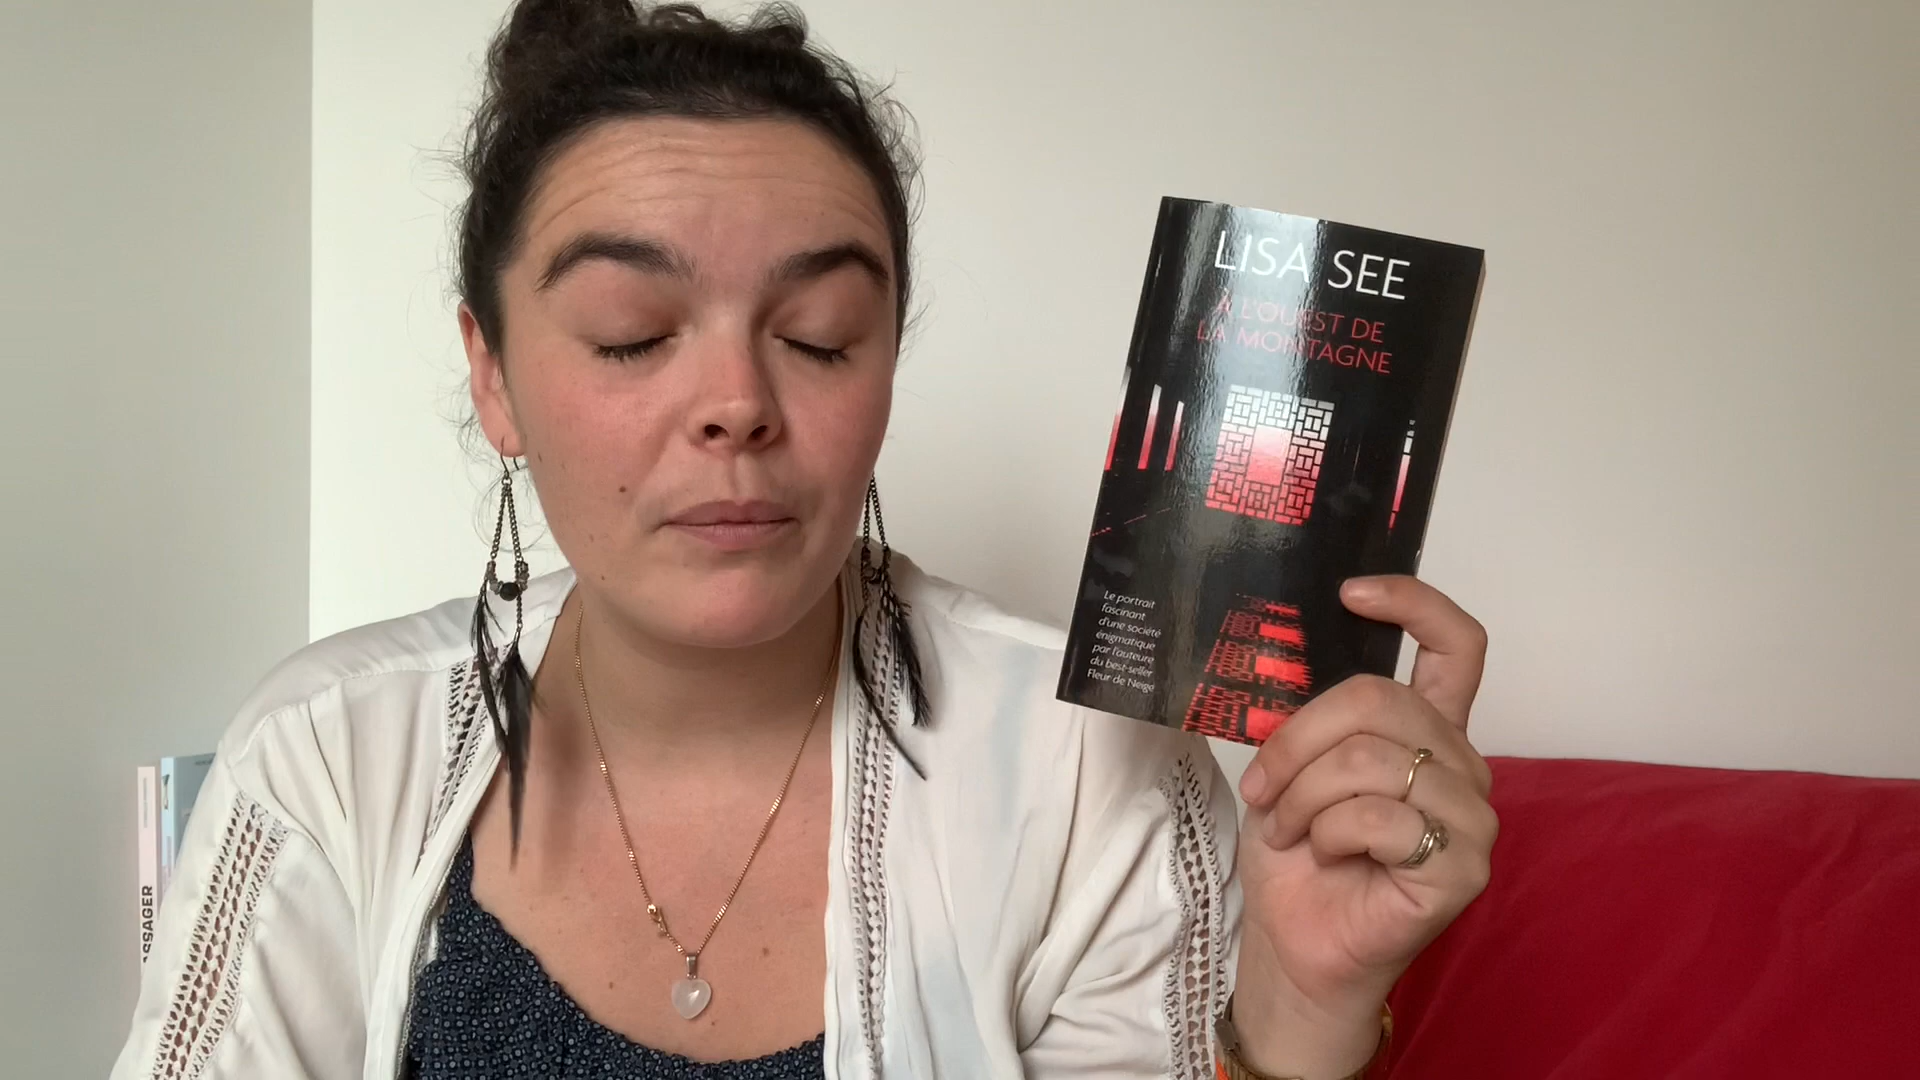 LISA SEE
À L'OUEST DE
LA MONTAGNE
Le portrait
fascinant
d'une société
énigmatique
par l'auteure
du best-seller
Fleur de Neige